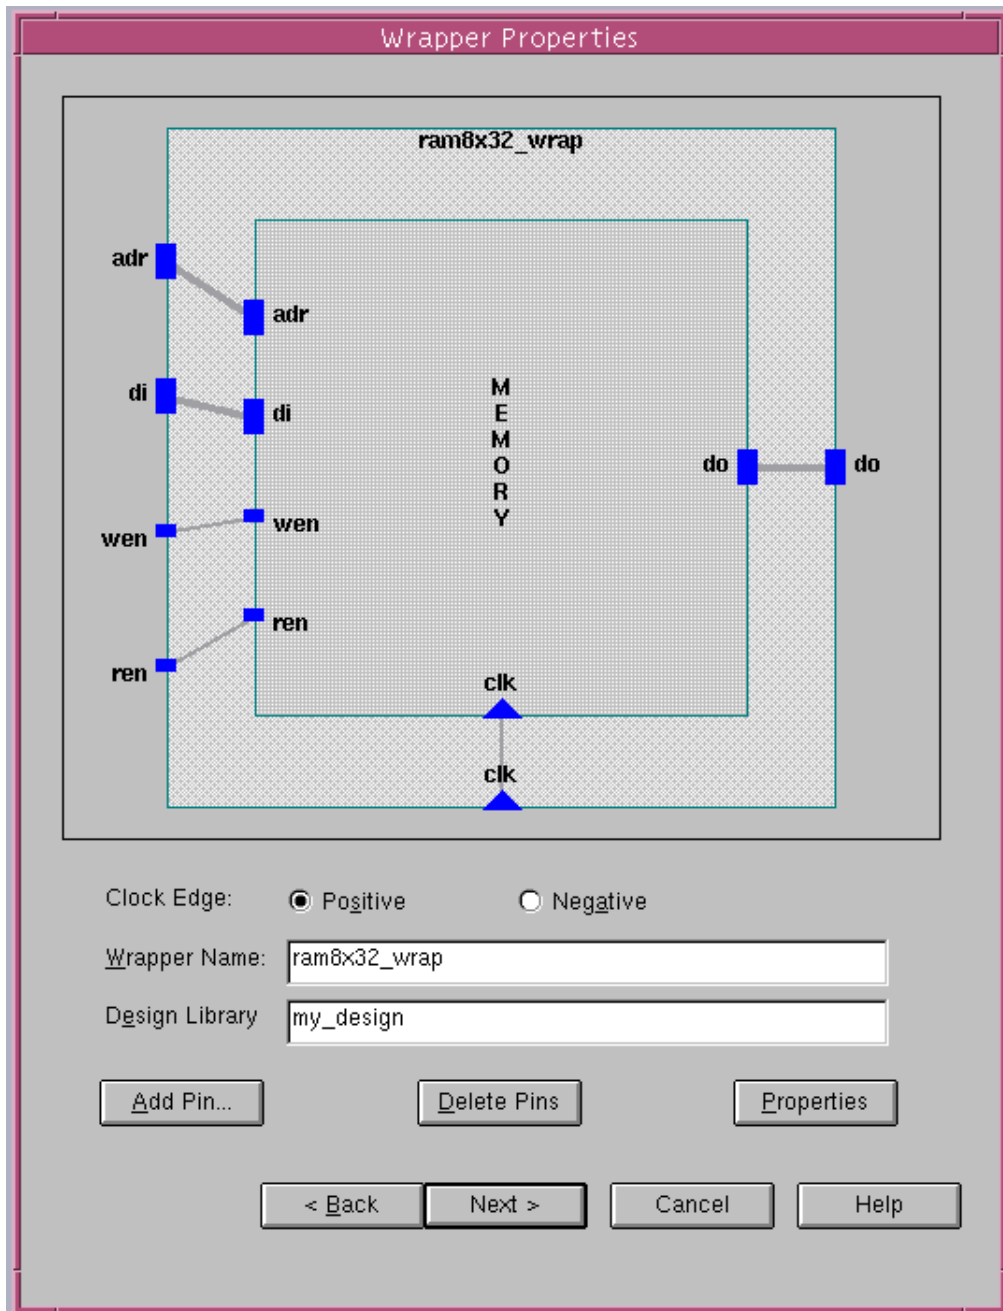 Wrapper Properties
ram8x32_wrap
adr
adr
di
di
M
E
M
O
R
Y
do
do
wen
wen
ren
ren
clk
clk
Clock Edge:
Positive
Negative
Wrapper Name:
ram8x32_wrap
Design Library
my_design
Add Pin...
Delete Pins
Properties
< Back
Next >
Cancel
Help